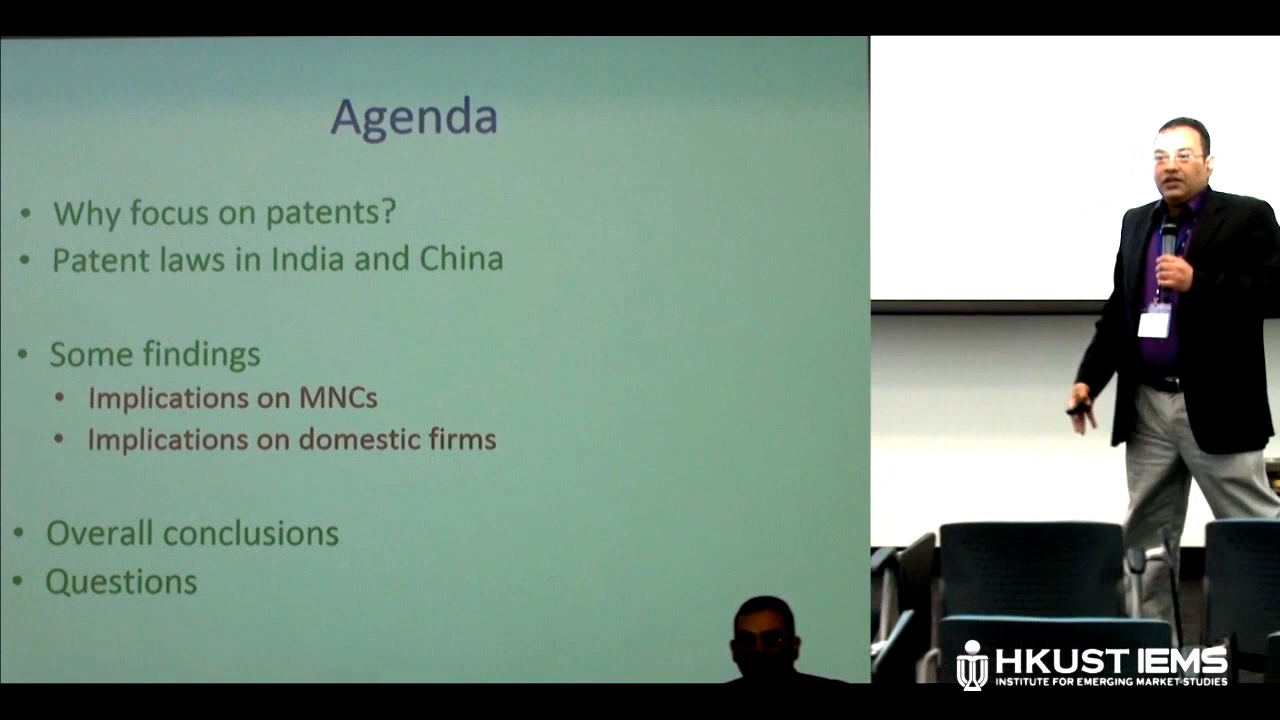 Agenda
• Why focus on patents?
• Patent laws in India and China
• Some findings
• Implications on MNCs
• Implications on domestic firms
• Overall conclusions
• Questions
HKUST IEMS
INSTITUTE FOR EMERGING MARKET STUDIES